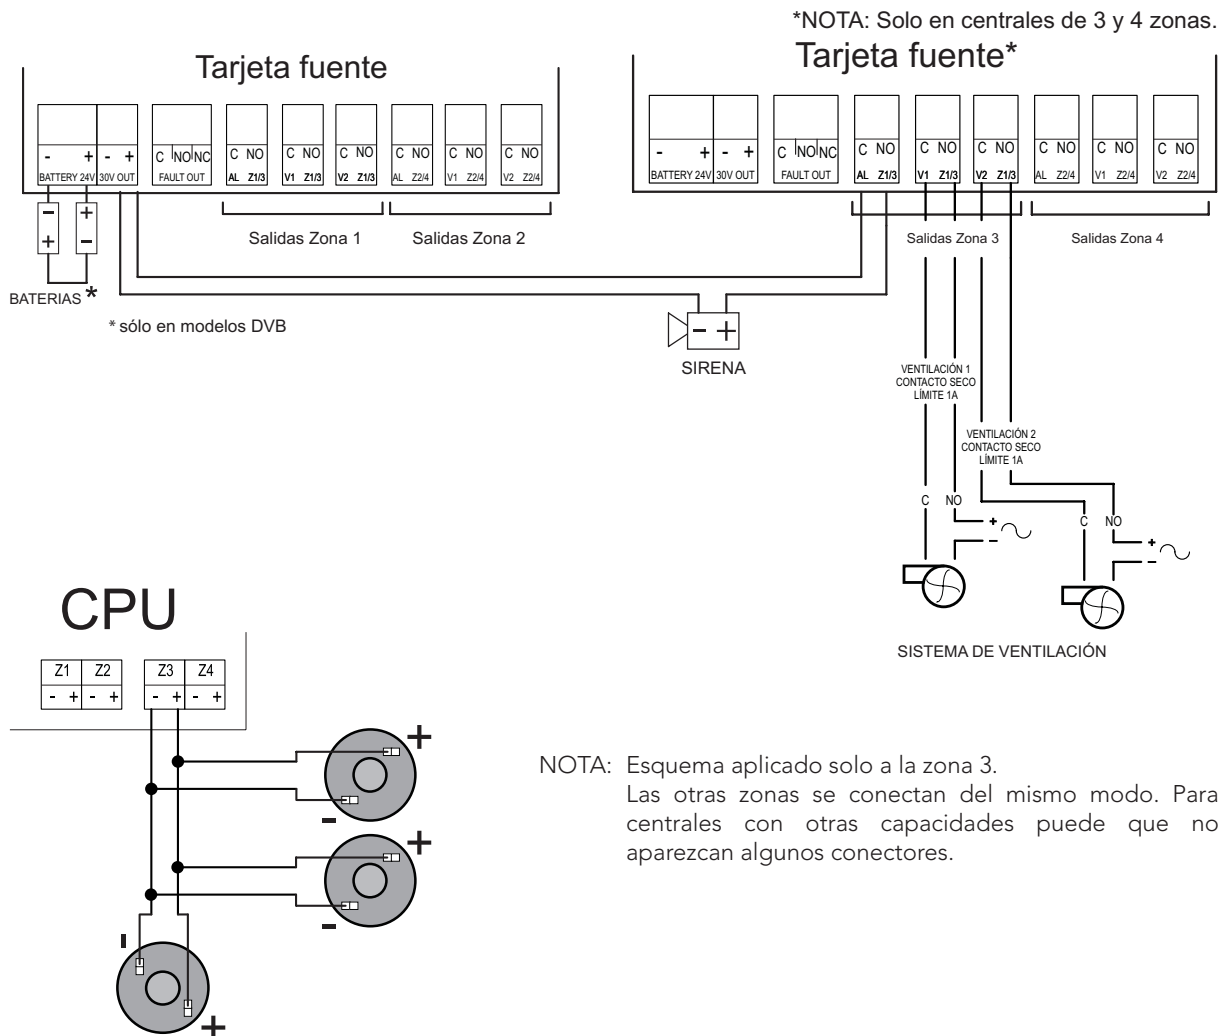 *NOTA: Solo en centrales de 3 y 4 zonas.
Tarjeta fuente
- + - + C NO NC C NO C NO C NO C NO C NO C NO
BATTERY 24V 30V OUT FAULT OUT AL Z1/3 V1 Z1/3 V2 Z1/3 AL Z2/4 V1 Z2/4 V2 Z2/4
Salidas Zona 1 Salidas Zona 2
- +
+ -
BATERIAS *
* sólo en modelos DVB
Tarjeta fuente*
- + - + C NO NC C NO C NO C NO C NO C NO C NO
BATTERY 24V 30V OUT FAULT OUT AL Z1/3 V1 Z1/3 V2 Z1/3 AL Z2/4 V1 Z2/4 V2 Z2/4
Salidas Zona 3 Salidas Zona 4
- +
SIRENA
VENTILACIÓN 1
CONTACTO SECO
LÍMITE 1A
VENTILACIÓN 2
CONTACTO SECO
LÍMITE 1A
C NO
+
-
C NO
+
-
SISTEMA DE VENTILACIÓN
CPU
Z1 Z2 Z3 Z4
- + - + - + - +
+
-
+
-
-
+
NOTA: Esquema aplicado solo a la zona 3.
Las otras zonas se conectan del mismo modo. Para
centrales con otras capacidades puede que no
aparezcan algunos conectores.